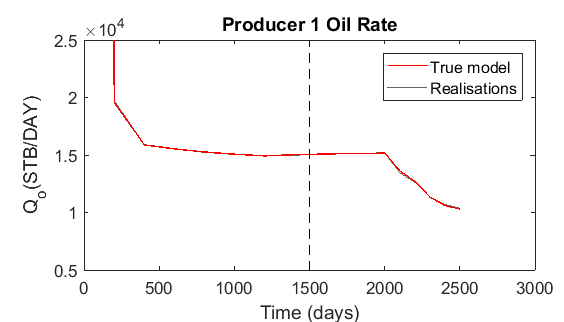 Producer 1 Oil Rate
×10⁴
2.5
2
1.5
1
0.5
Qₒ(STB/DAY)
True model
Realisations
0 500 1000 1500 2000 2500 3000
Time (days)